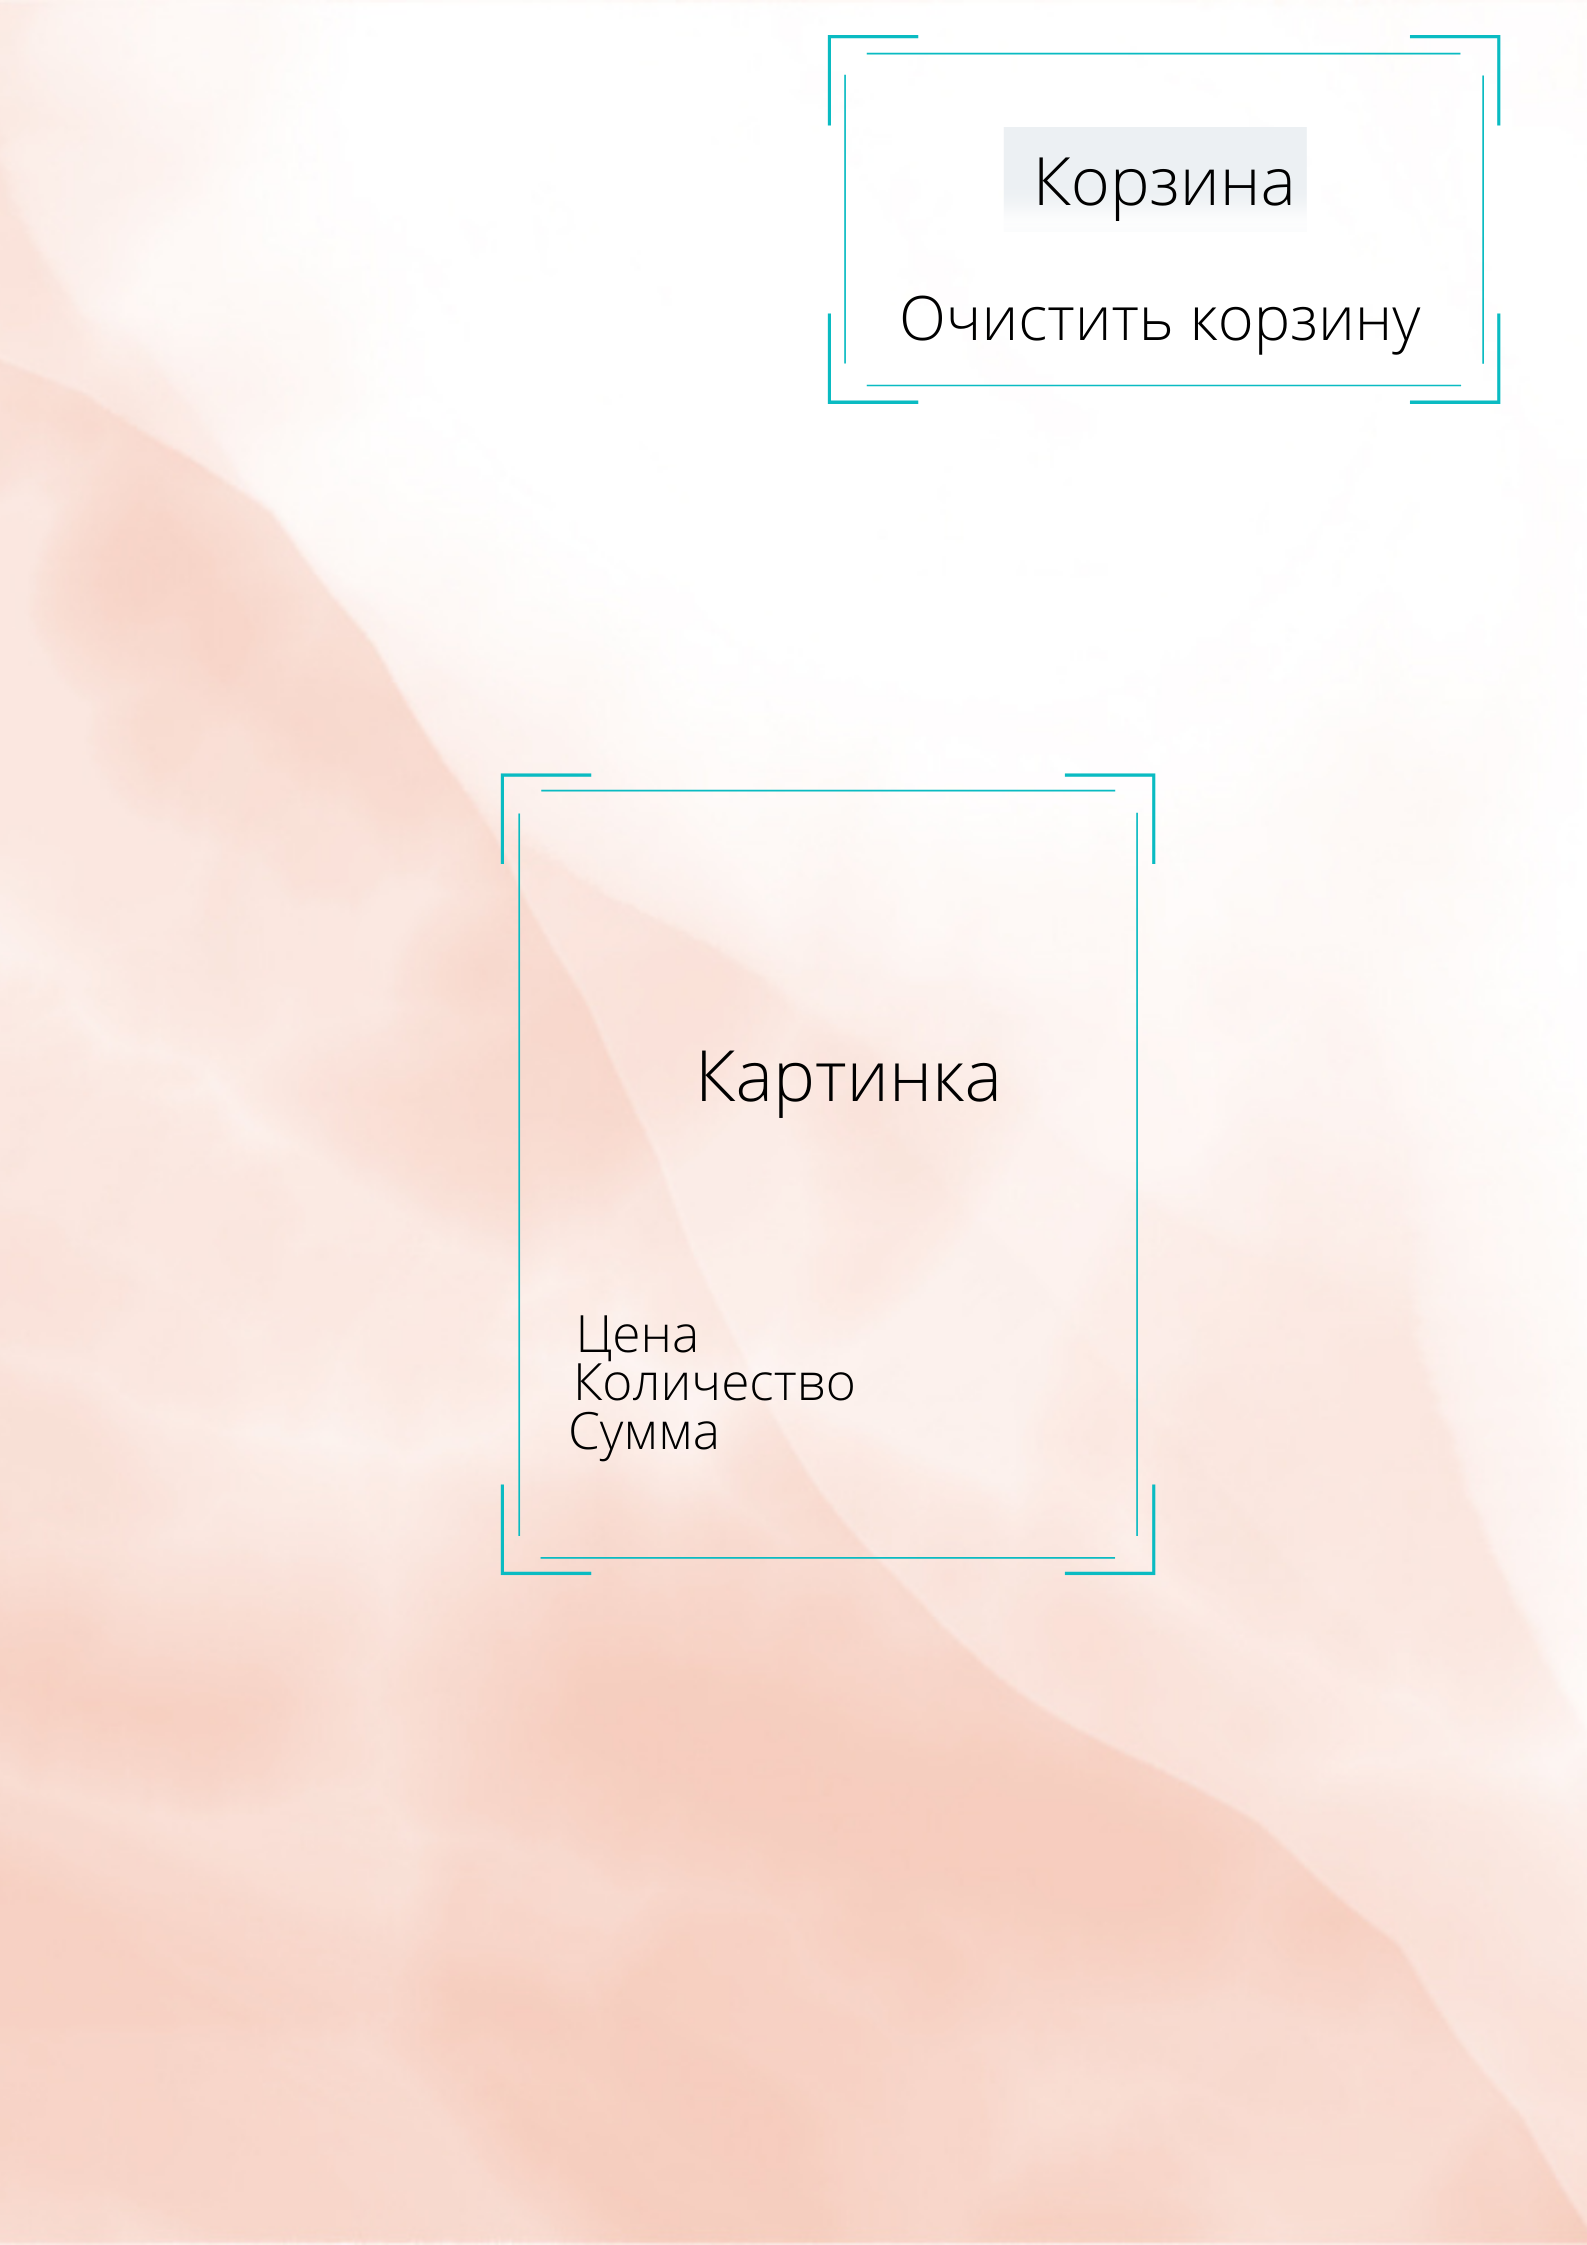 Корзина
Очистить корзину
Картинка
Цена
Количество
Сумма